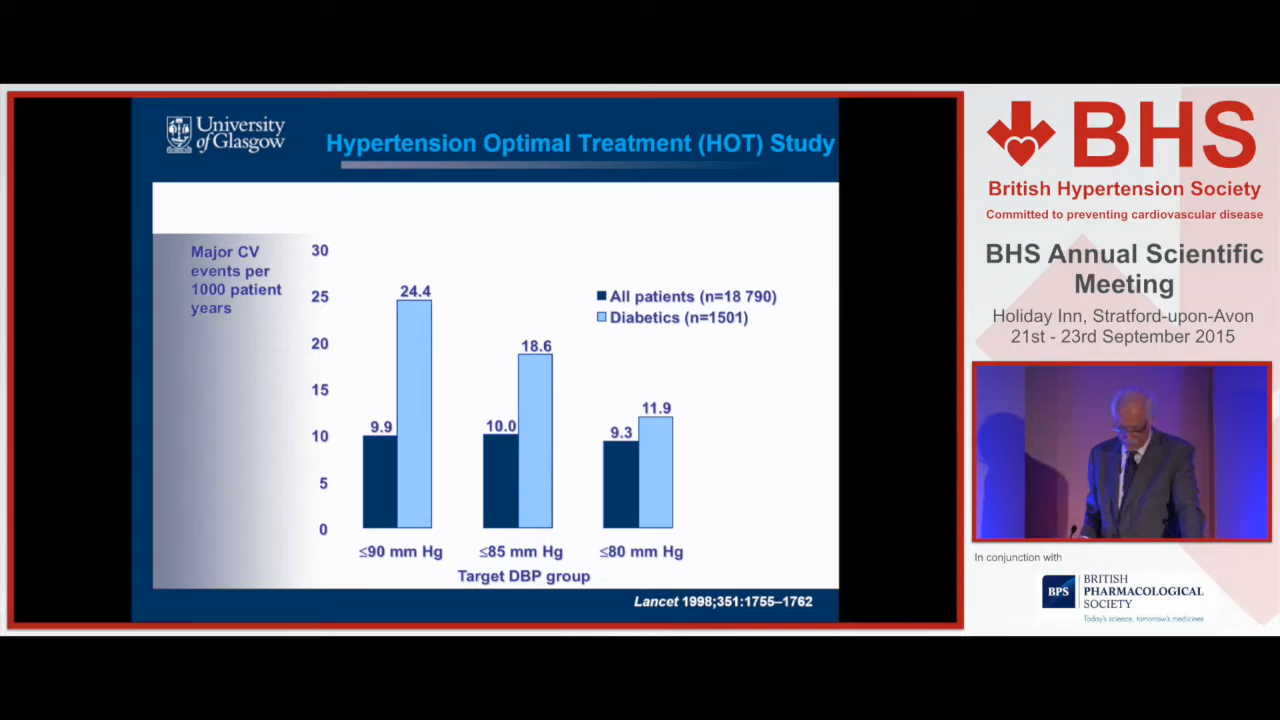 University
of Glasgow
Hypertension Optimal Treatment (HOT) Study
Major CV
events per
1000 patient
years
30
25
20
15
10
5
0
24.4
9.9
18.6
10.0
11.9
9.3
All patients (n=18 790)
Diabetics (n=1501)
≤90 mm Hg
≤85 mm Hg
≤80 mm Hg
Target DBP group
Lancet 1998;351:1755–1762
BHS
British Hypertension Society
Committed to preventing cardiovascular disease
BHS Annual Scientific
Meeting
Holiday Inn, Stratford-upon-Avon
21st - 23rd September 2015
In conjunction with
BPS
BRITISH
PHARMACOLOGICAL
SOCIETY
Today's science, tomorrow's medicines